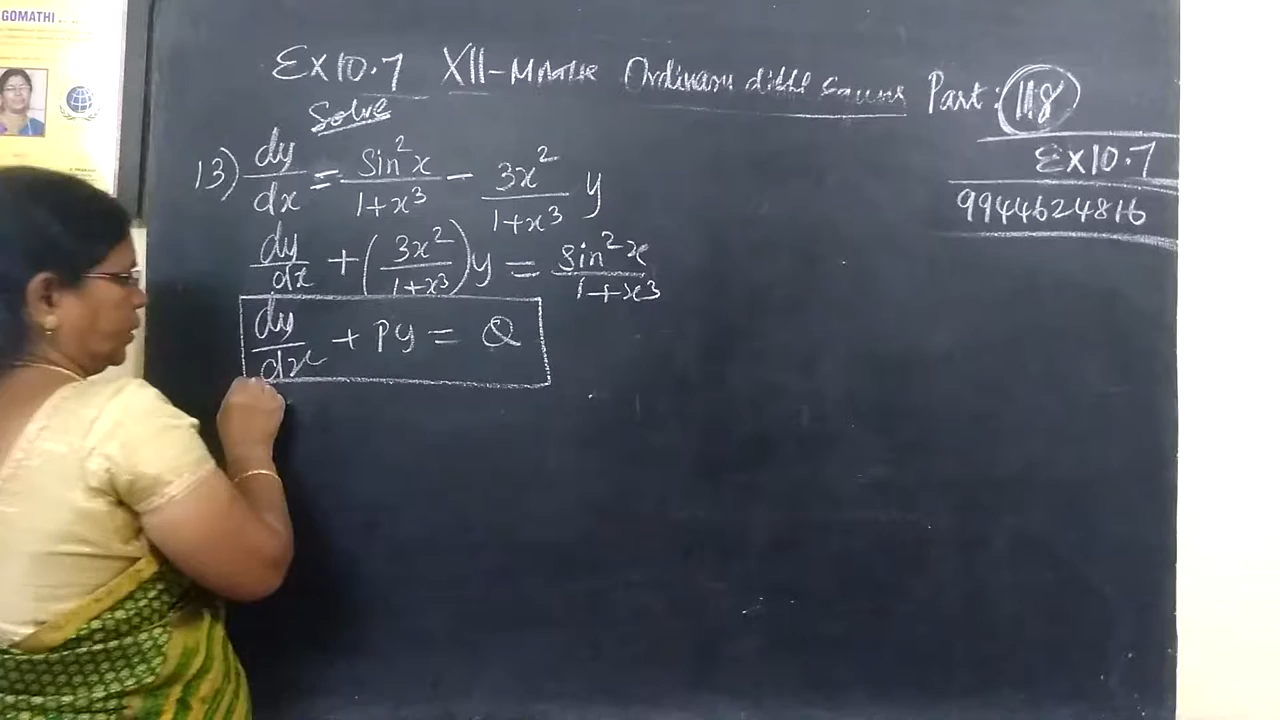 GOMATHI
Ex 10.7 XII-Maths Ordinary diffl Equns Part: 118
Solve
Ex 10.7
9944624816
13) dy/dx = Sin²x/1+x³ - 3x²/1+x³ y
dy/dx + (3x²/1+x³)y = Sin²x/1+x³
dy/dx + Py = Q